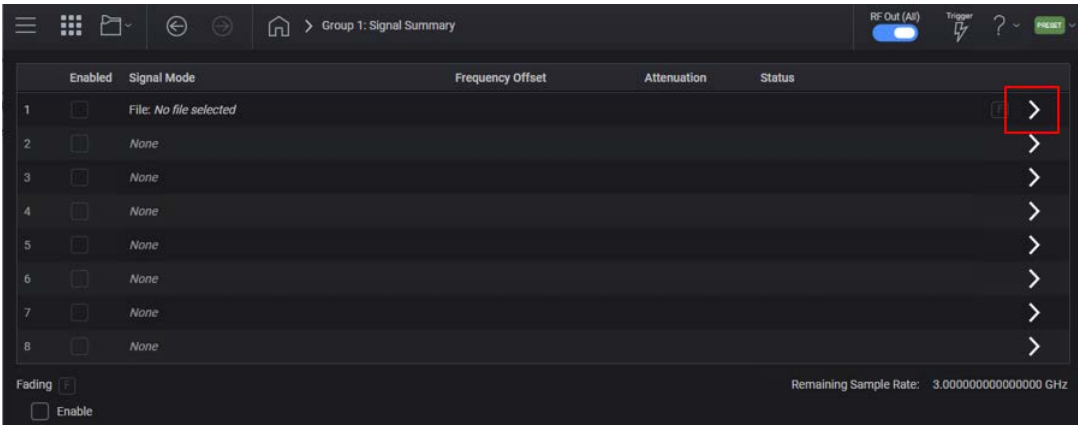 Group 1: Signal Summary
RF Out (All)
Trigger
PRESET
Enabled Signal Mode Frequency Offset Attenuation Status
1 File: No file selected F
2 None
3 None
4 None
5 None
6 None
7 None
8 None
Fading F
Remaining Sample Rate: 3.000000000000000 GHz
Enable